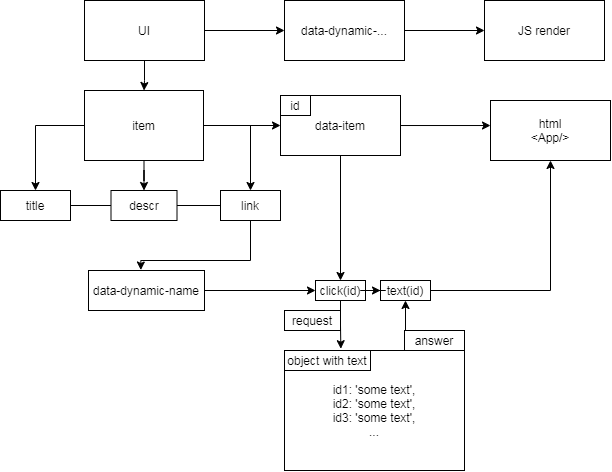 UI
data-dynamic-...
JS render
item
id
data-item
html
<App/>
title
descr
link
data-dynamic-name
click(id)
text(id)
request
answer
object with text
id1: 'some text',
id2: 'some text',
id3: 'some text',
...